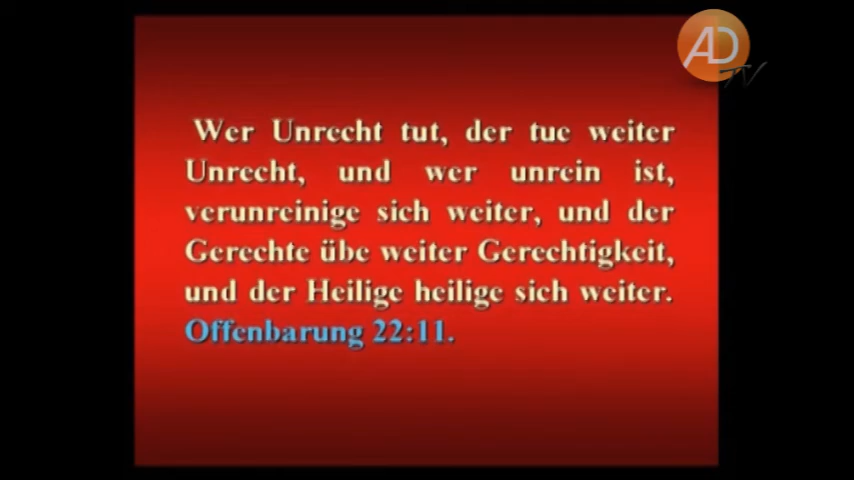 AD
TV
Wer Unrecht tut, der tue weiter
Unrecht, und wer unrein ist,
verunreinige sich weiter, und der
Gerechte übe weiter Gerechtigkeit,
und der Heilige heilige sich weiter.
Offenbarung 22:11.